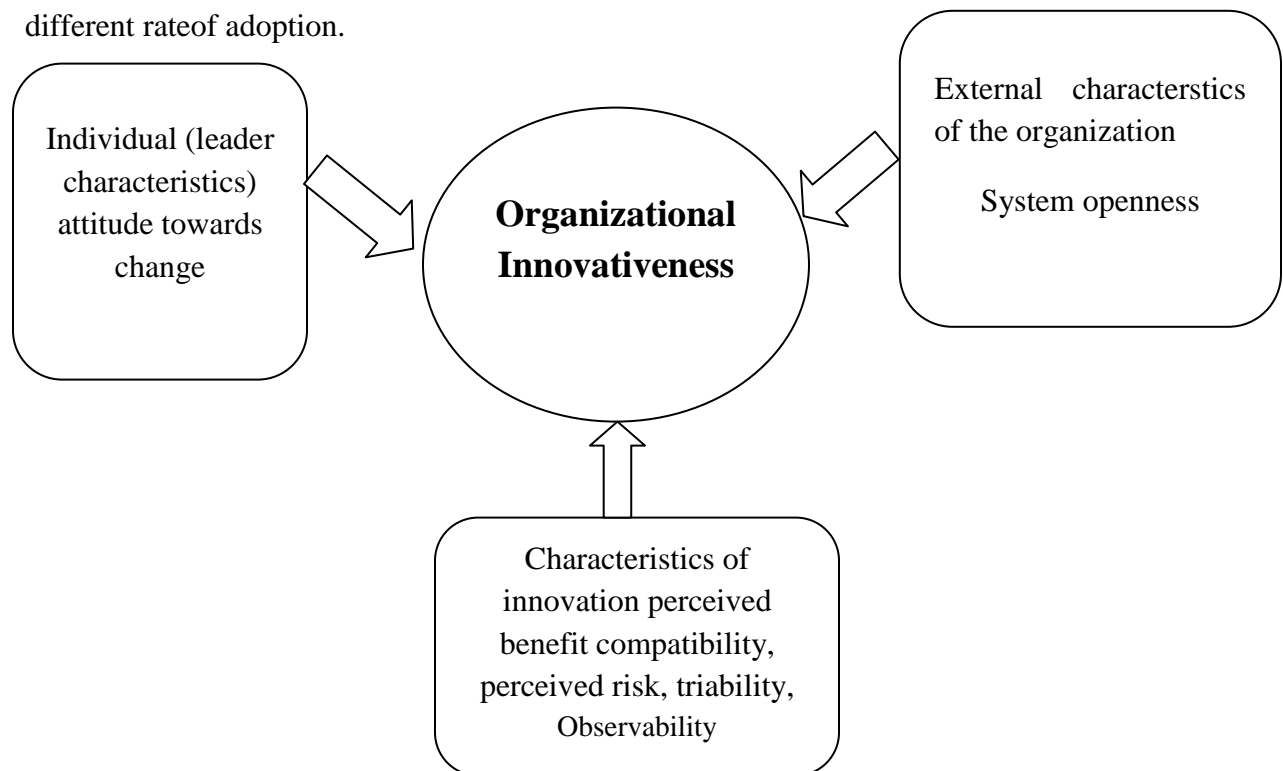 different rateof adoption.
Individual (leader
characteristics)
attitude towards
change
Organizational
Innovativeness
External characterstics
of the organization
System openness
Characteristics of
innovation perceived
benefit compatibility,
perceived risk, triability,
Observability